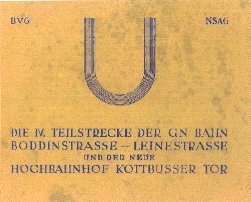 BVG NSAG
U
DIE IV. TEILSTRECKE DER GN BAHN
BODDINSTRASSE – LEINESTRASSE
UND DER NEUE
HOCHBAHNHOF KOTTBUSSER TOR